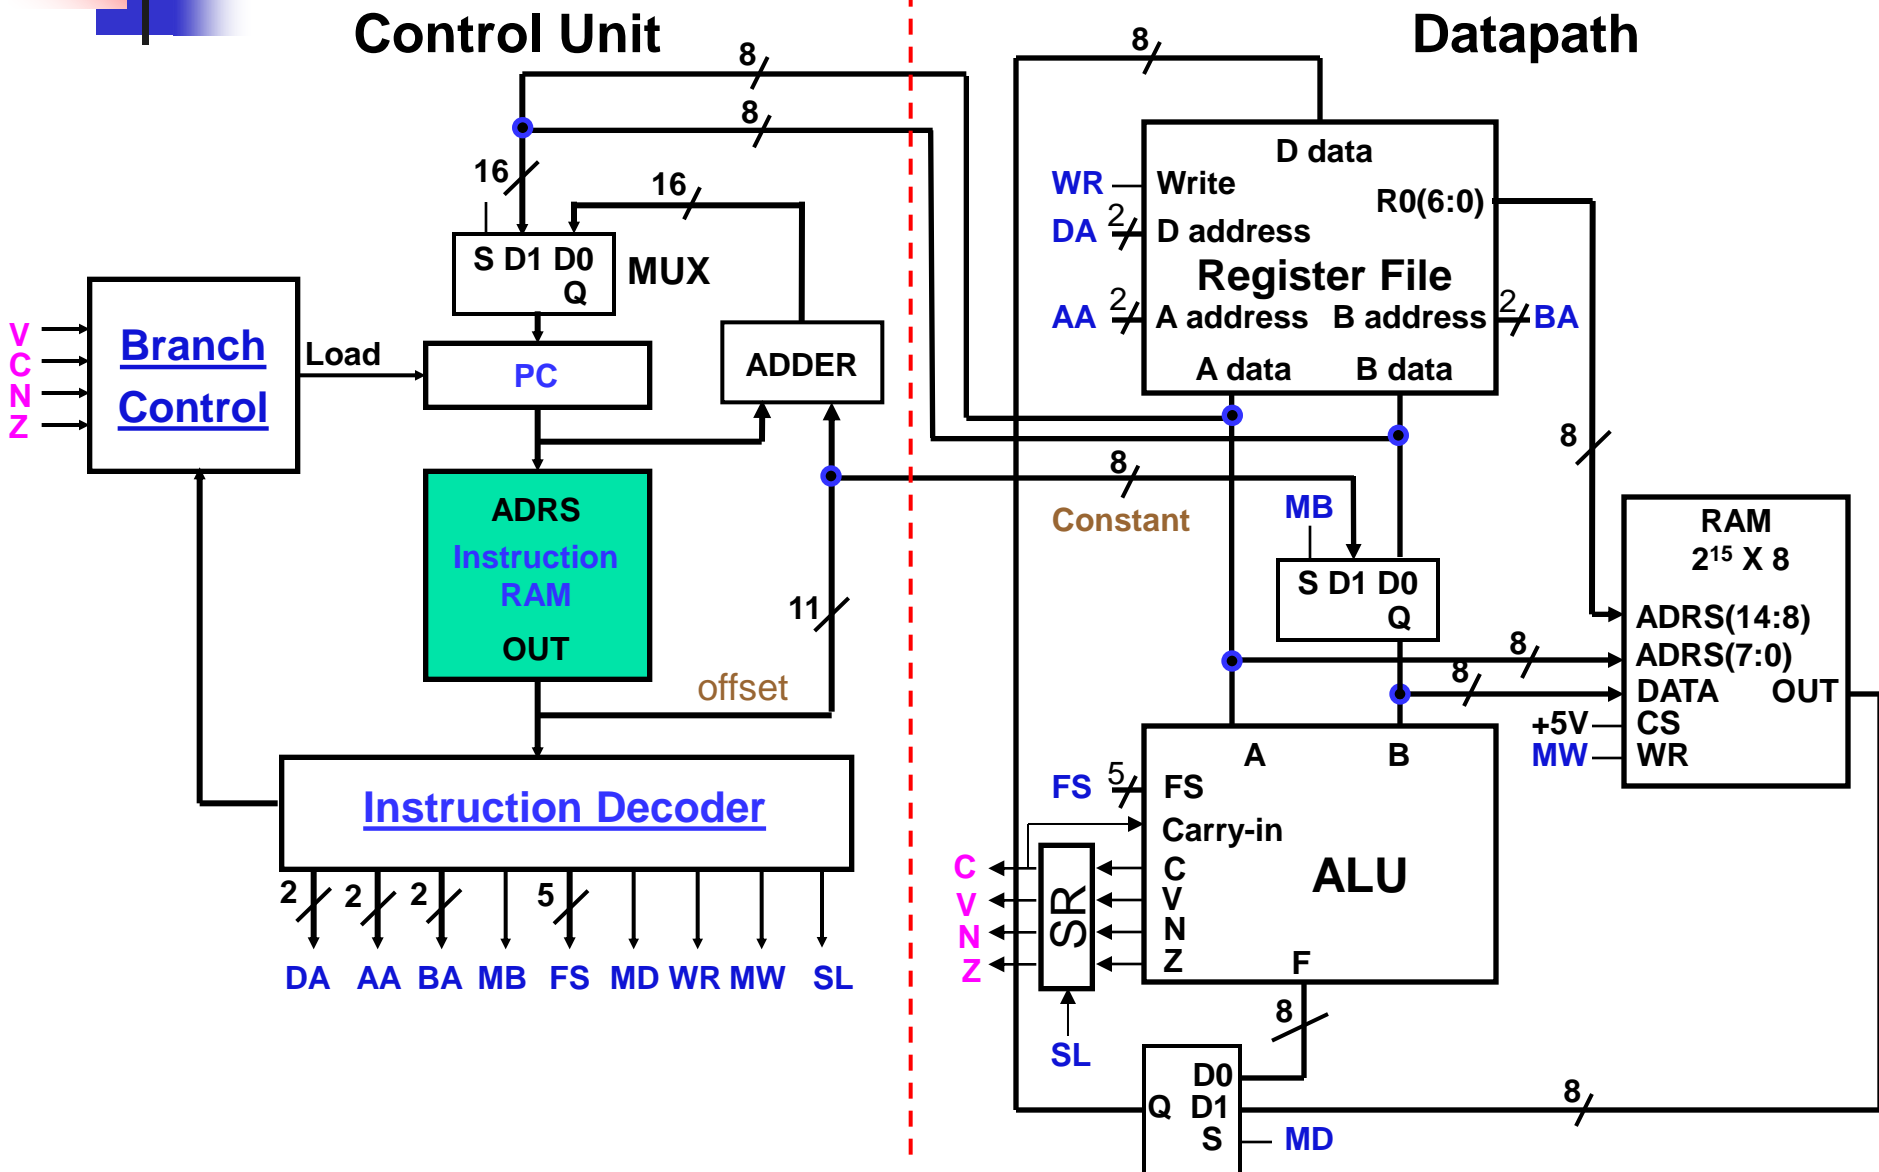 Control Unit
Datapath
8
8
16
16
S D1 D0
Q
MUX
V
C
N
Z
Branch
Control
Load
PC
ADDER
ADRS
Instruction
RAM
OUT
11
offset
Instruction Decoder
2
2
2
5
DA AA BA MB FS MD WR MW SL
8
D data
WR
Write
R0(6:0)
DA
2
D address
Register File
AA
2
A address
B address
2
BA
A data
B data
8
8
Constant
MB
S D1 D0
Q
RAM
2¹⁵ X 8
ADRS(14:8)
8
ADRS(7:0)
8
DATA
OUT
+5V
CS
MW
WR
A
B
FS
5
FS
Carry-in
ALU
C
V
N
Z
SR
C
V
N
Z
F
SL
8
D0
Q
D1
S
MD
8